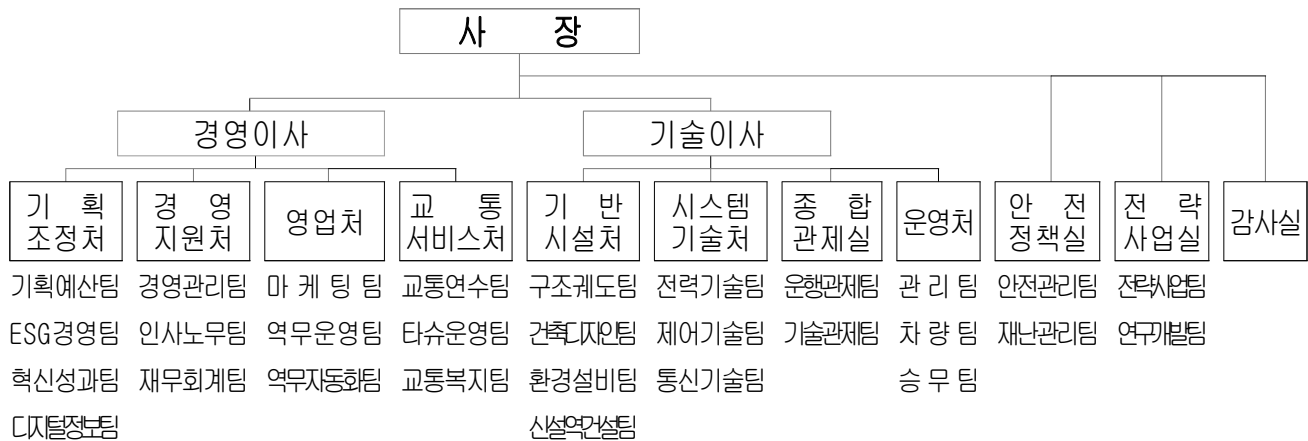 사 장
경영이사 기술이사
기 획 경 영 영업처 교 통 기 반 시스템 종 합 운영처 안 전 전 략 감사실
조정처 지원처 서비스처 시설처 기술처 관제실 정책실 사업실
기획예산팀 경영관리팀 마 케 팅 팀 교통연수팀 구조궤도팀 전력기술팀 운행관제팀 관 리 팀 안전관리팀 전략사업팀
ESG경영팀 인사노무팀 역무운영팀 타슈운영팀 건축디자인팀 제어기술팀 기술관제팀 차 량 팀 재난관리팀 연구개발팀
혁신성과팀 재무회계팀 역무자동화팀 교통복지팀 환경설비팀 통신기술팀 승 무 팀
디지털정보팀 신설역건설팀